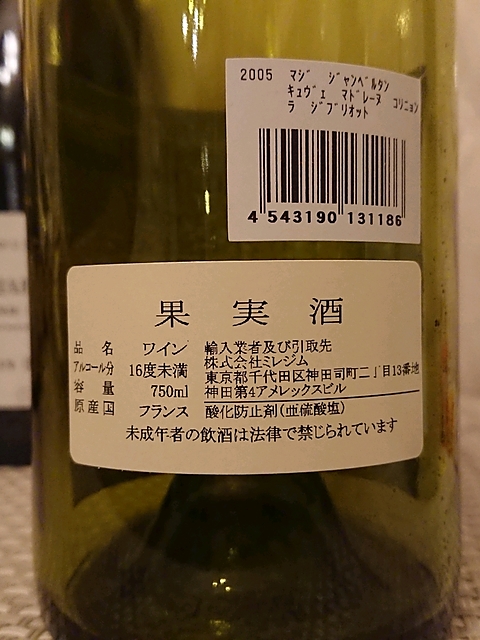 2005 マジ シャンベルタン
キュヴェ マドレーヌ コリニョン
ラ ジブリオット
4 543190 131186
果 実 酒
品 名 ワイン 輸入業者及び引取先
アルコール分 16度未満 株式会社ミレジム
東京都千代田区神田司町二丁目13番地
容 量 750ml 神田第4アメレックスビル
原産国 フランス 酸化防止剤(亜硫酸塩)
未成年者の飲酒は法律で禁じられています